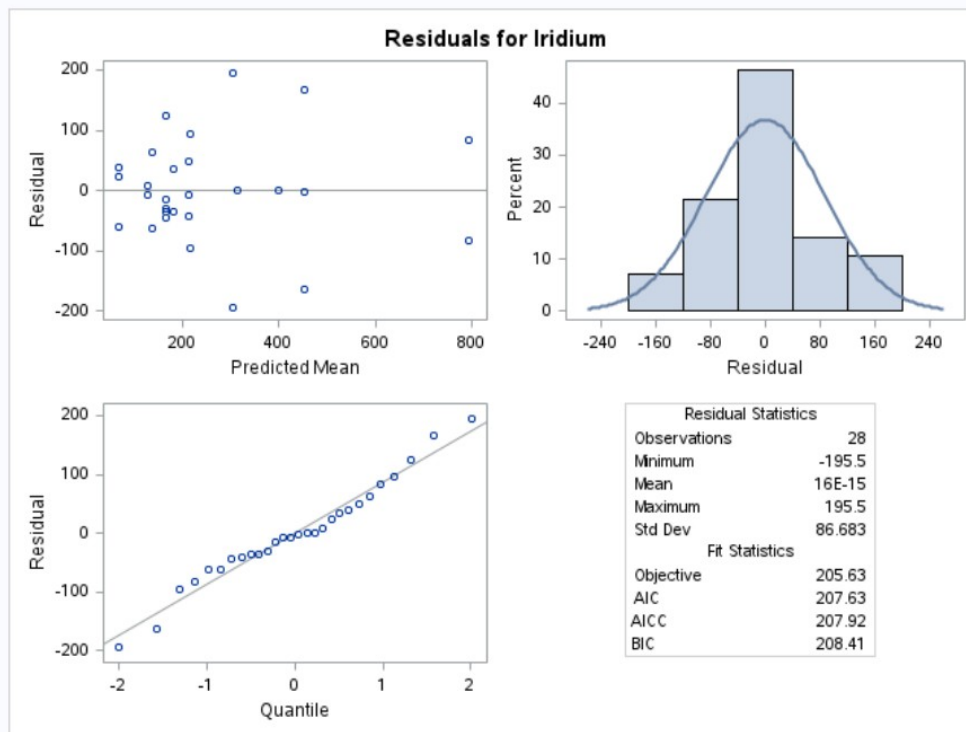 Residuals for Iridium
200
100
0
-100
-200
Residual
200 400 600 800
Predicted Mean
40
30
20
10
0
Percent
-240 -160 -80 0 80 160 240
Residual
200
100
0
-100
-200
Residual
-2 -1 0 1 2
Quantile
Residual Statistics
Observations 28
Minimum -195.5
Mean 16E-15
Maximum 195.5
Std Dev 86.683
Fit Statistics
Objective 205.63
AIC 207.63
AICC 207.92
BIC 208.41